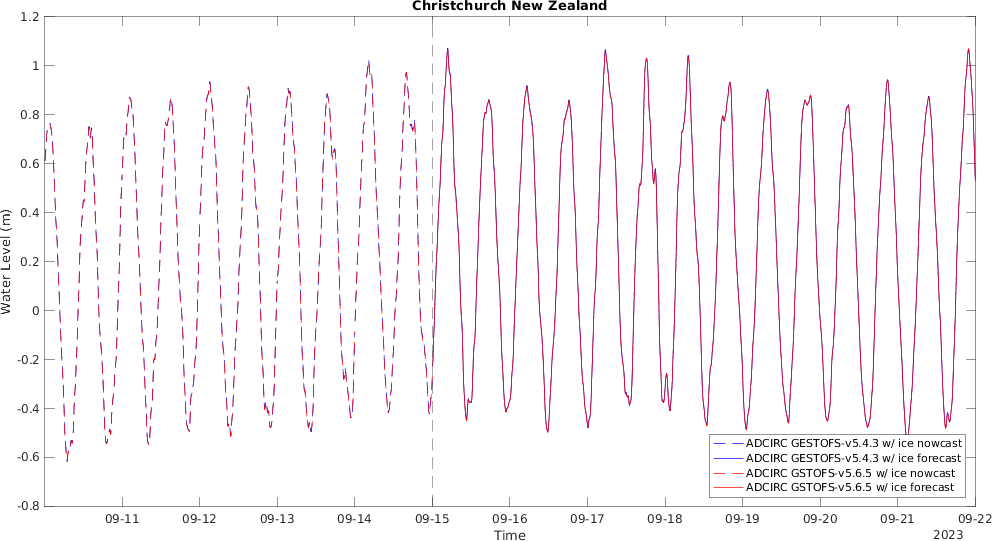 Christchurch New Zealand
1.2
1
0.8
0.6
0.4
0.2
0
-0.2
-0.4
-0.6
-0.8
Water Level (m)
ADCIRC GESTOFS-v5.4.3 w/ ice nowcast
ADCIRC GESTOFS-v5.4.3 w/ ice forecast
ADCIRC GSTOFS-v5.6.5 w/ ice nowcast
ADCIRC GSTOFS-v5.6.5 w/ ice forecast
09-11 09-12 09-13 09-14 09-15 09-16 09-17 09-18 09-19 09-20 09-21 09-22
Time
2023